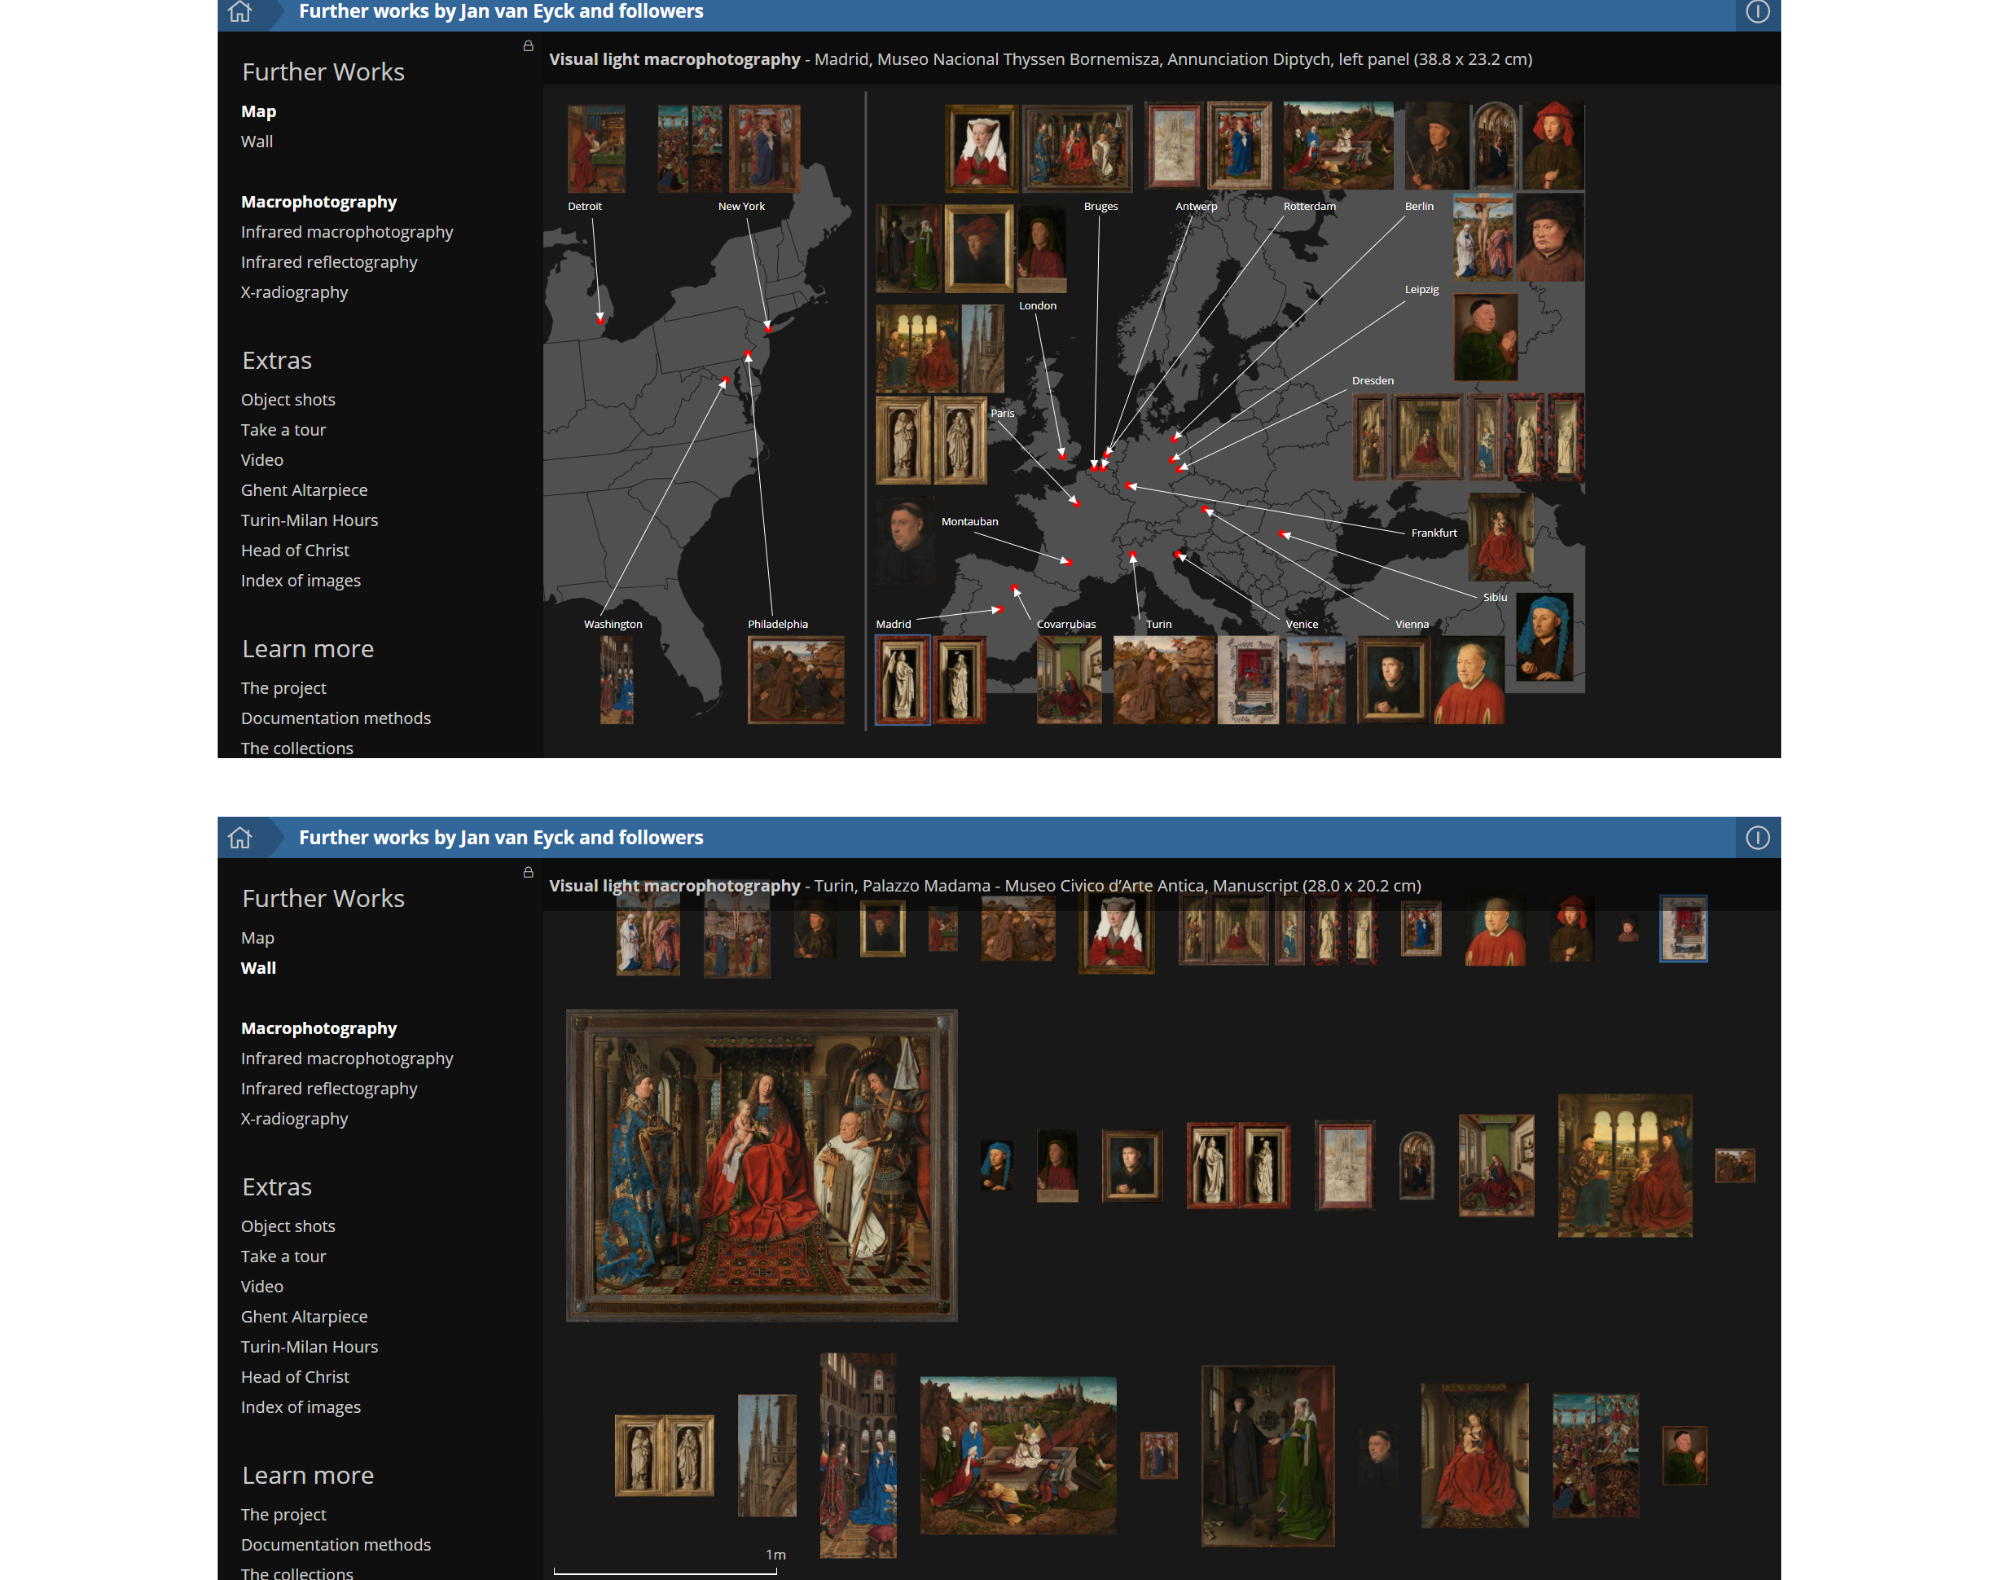 Further works by Jan van Eyck and followers
Further Works
Map
Wall
Macrophotography
Infrared macrophotography
Infrared reflectography
X-radiography
Extras
Object shots
Take a tour
Video
Ghent Altarpiece
Turin-Milan Hours
Head of Christ
Index of images
Learn more
The project
Documentation methods
The collections
Visual light macrophotography - Madrid, Museo Nacional Thyssen Bornemisza, Annunciation Diptych, left panel (38.8 x 23.2 cm)
Detroit
New York
Bruges
Antwerp
Rotterdam
Berlin
Leipzig
London
Dresden
Paris
Montauban
Frankfurt
Sibiu
Washington
Philadelphia
Madrid
Covarrubias
Turin
Venice
Vienna
Further works by Jan van Eyck and followers
Further Works
Map
Wall
Macrophotography
Infrared macrophotography
Infrared reflectography
X-radiography
Extras
Object shots
Take a tour
Video
Ghent Altarpiece
Turin-Milan Hours
Head of Christ
Index of images
Learn more
The project
Documentation methods
The collections
Visual light macrophotography - Turin, Palazzo Madama - Museo Civico d’Arte Antica, Manuscript (28.0 x 20.2 cm)
1m